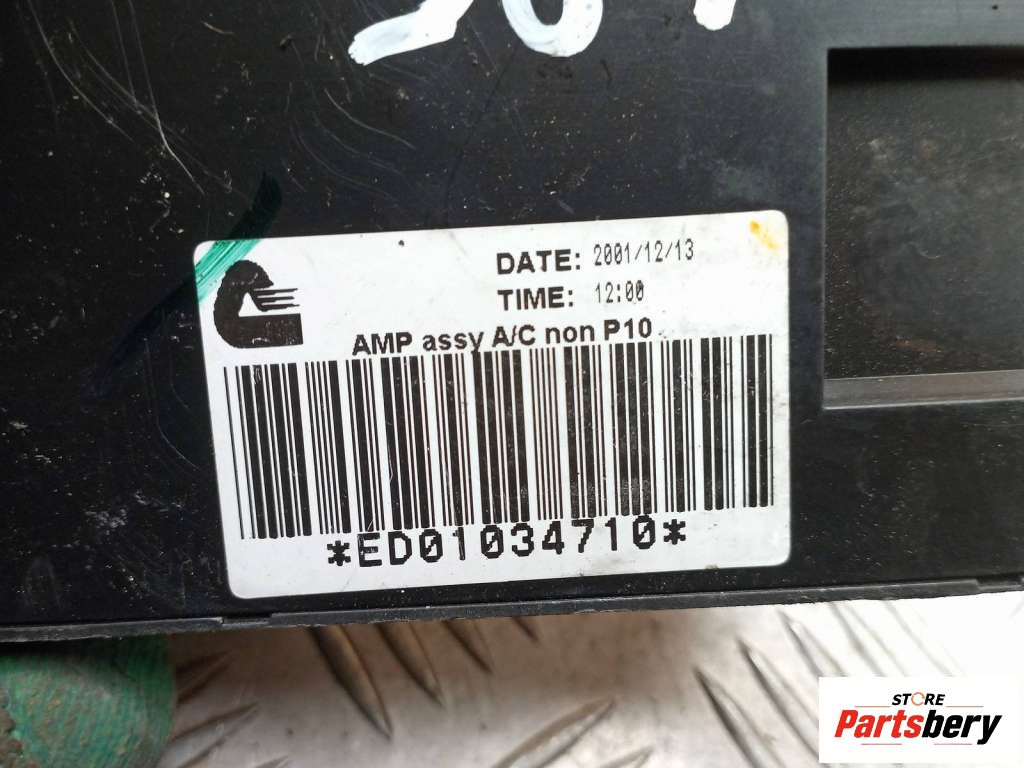 DATE: 2001/12/13
TIME: 12:00
AMP assy A/C non P10
*ED01034710*
STORE
Partsbery